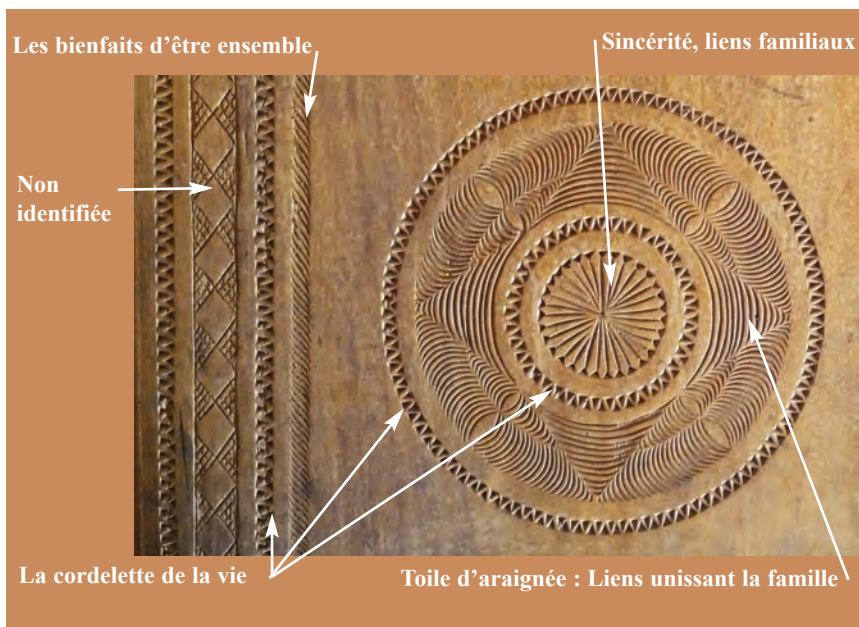 Les bienfaits d’être ensemble
Sincérité, liens familiaux
Non
identifiée
La cordelette de la vie
Toile d’araignée : Liens unissant la famille